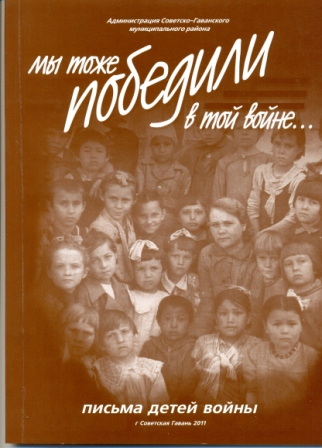 Администрация Советско-Гаванского
муниципального района
мы тоже
победили
в той войне...
письма детей войны
г Советская Гавань 2011